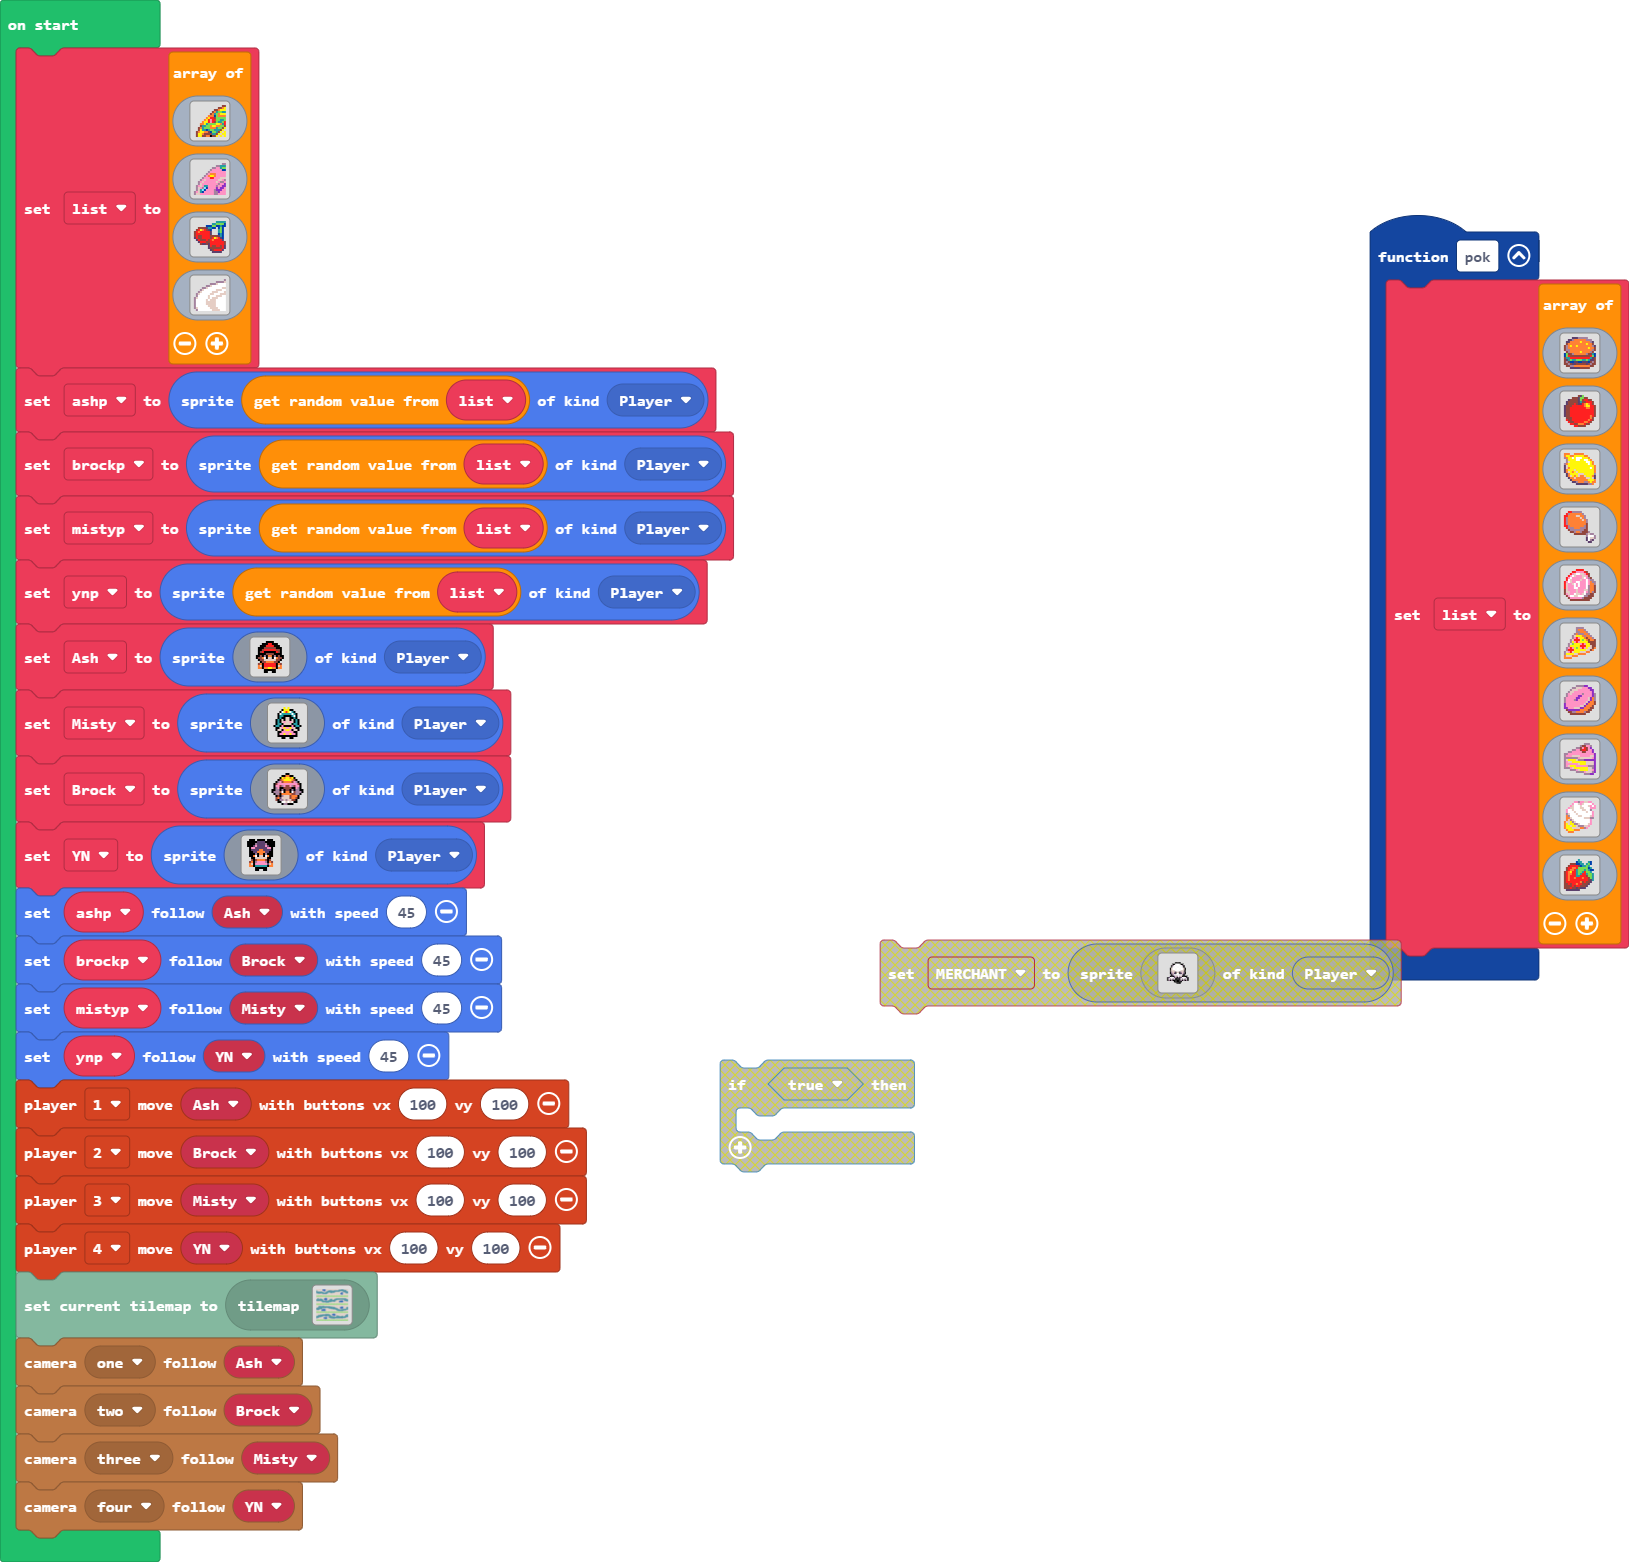 on start
set list to array of
set ashp to sprite get random value from list of kind Player
set brockp to sprite get random value from list of kind Player
set mistyp to sprite get random value from list of kind Player
set ynp to sprite get random value from list of kind Player
set Ash to sprite of kind Player
set Misty to sprite of kind Player
set Brock to sprite of kind Player
set YN to sprite of kind Player
set ashp follow Ash with speed 45
set brockp follow Brock with speed 45
set mistyp follow Misty with speed 45
set ynp follow YN with speed 45
player 1 move Ash with buttons vx 100 vy 100
player 2 move Brock with buttons vx 100 vy 100
player 3 move Misty with buttons vx 100 vy 100
player 4 move YN with buttons vx 100 vy 100
set current tilemap to tilemap
camera one follow Ash
camera two follow Brock
camera three follow Misty
camera four follow YN
function pok
set list to array of
set MERCHANT to sprite of kind Player
if true then